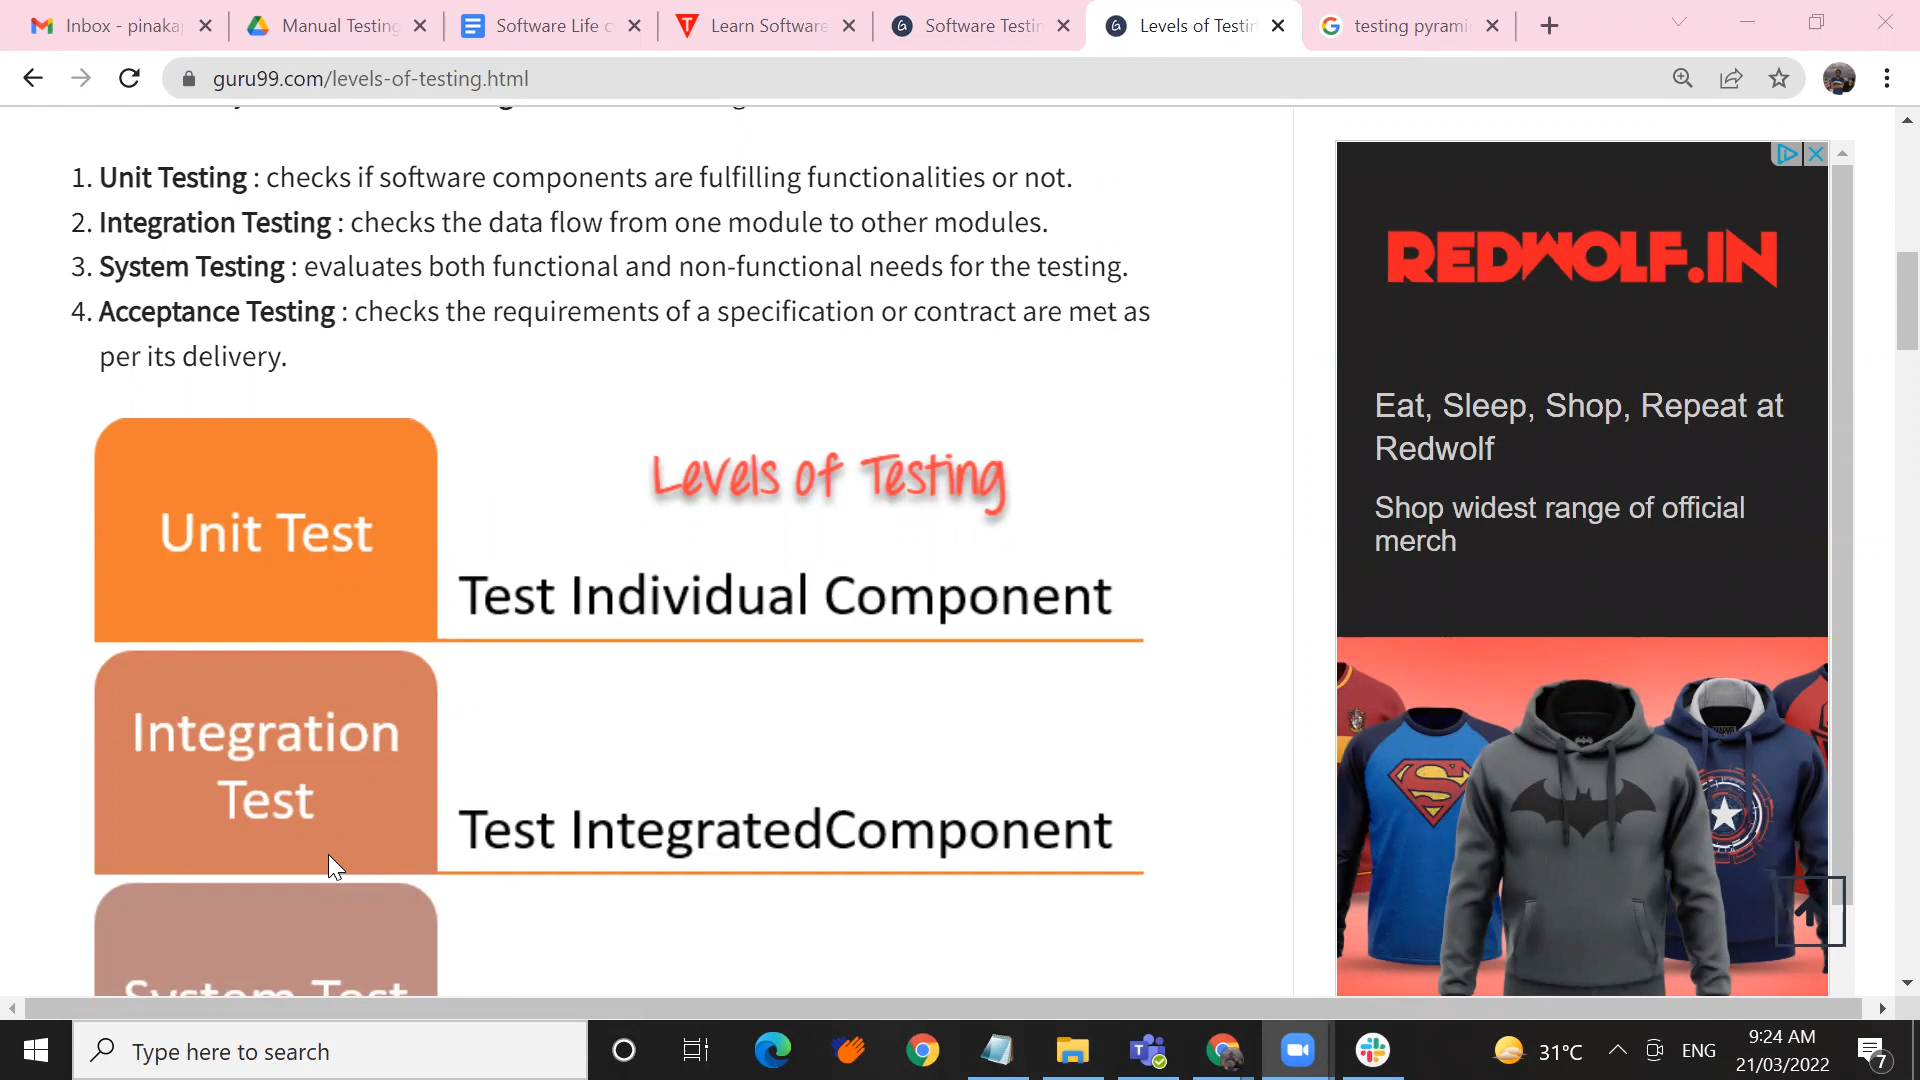 Inbox - pinaka
Manual Testing
Software Life c
Learn Software
Software Testin
Levels of Testin
testing pyrami
guru99.com/levels-of-testing.html
1. Unit Testing : checks if software components are fulfilling functionalities or not.
2. Integration Testing : checks the data flow from one module to other modules.
3. System Testing : evaluates both functional and non-functional needs for the testing.
4. Acceptance Testing : checks the requirements of a specification or contract are met as
per its delivery.
Levels of Testing
Unit Test
Test Individual Component
Integration
Test
Test IntegratedComponent
System Test
REDWOLF.IN
Eat, Sleep, Shop, Repeat at
Redwolf
Shop widest range of official
merch
Type here to search
31°C
ENG
9:24 AM
21/03/2022
7